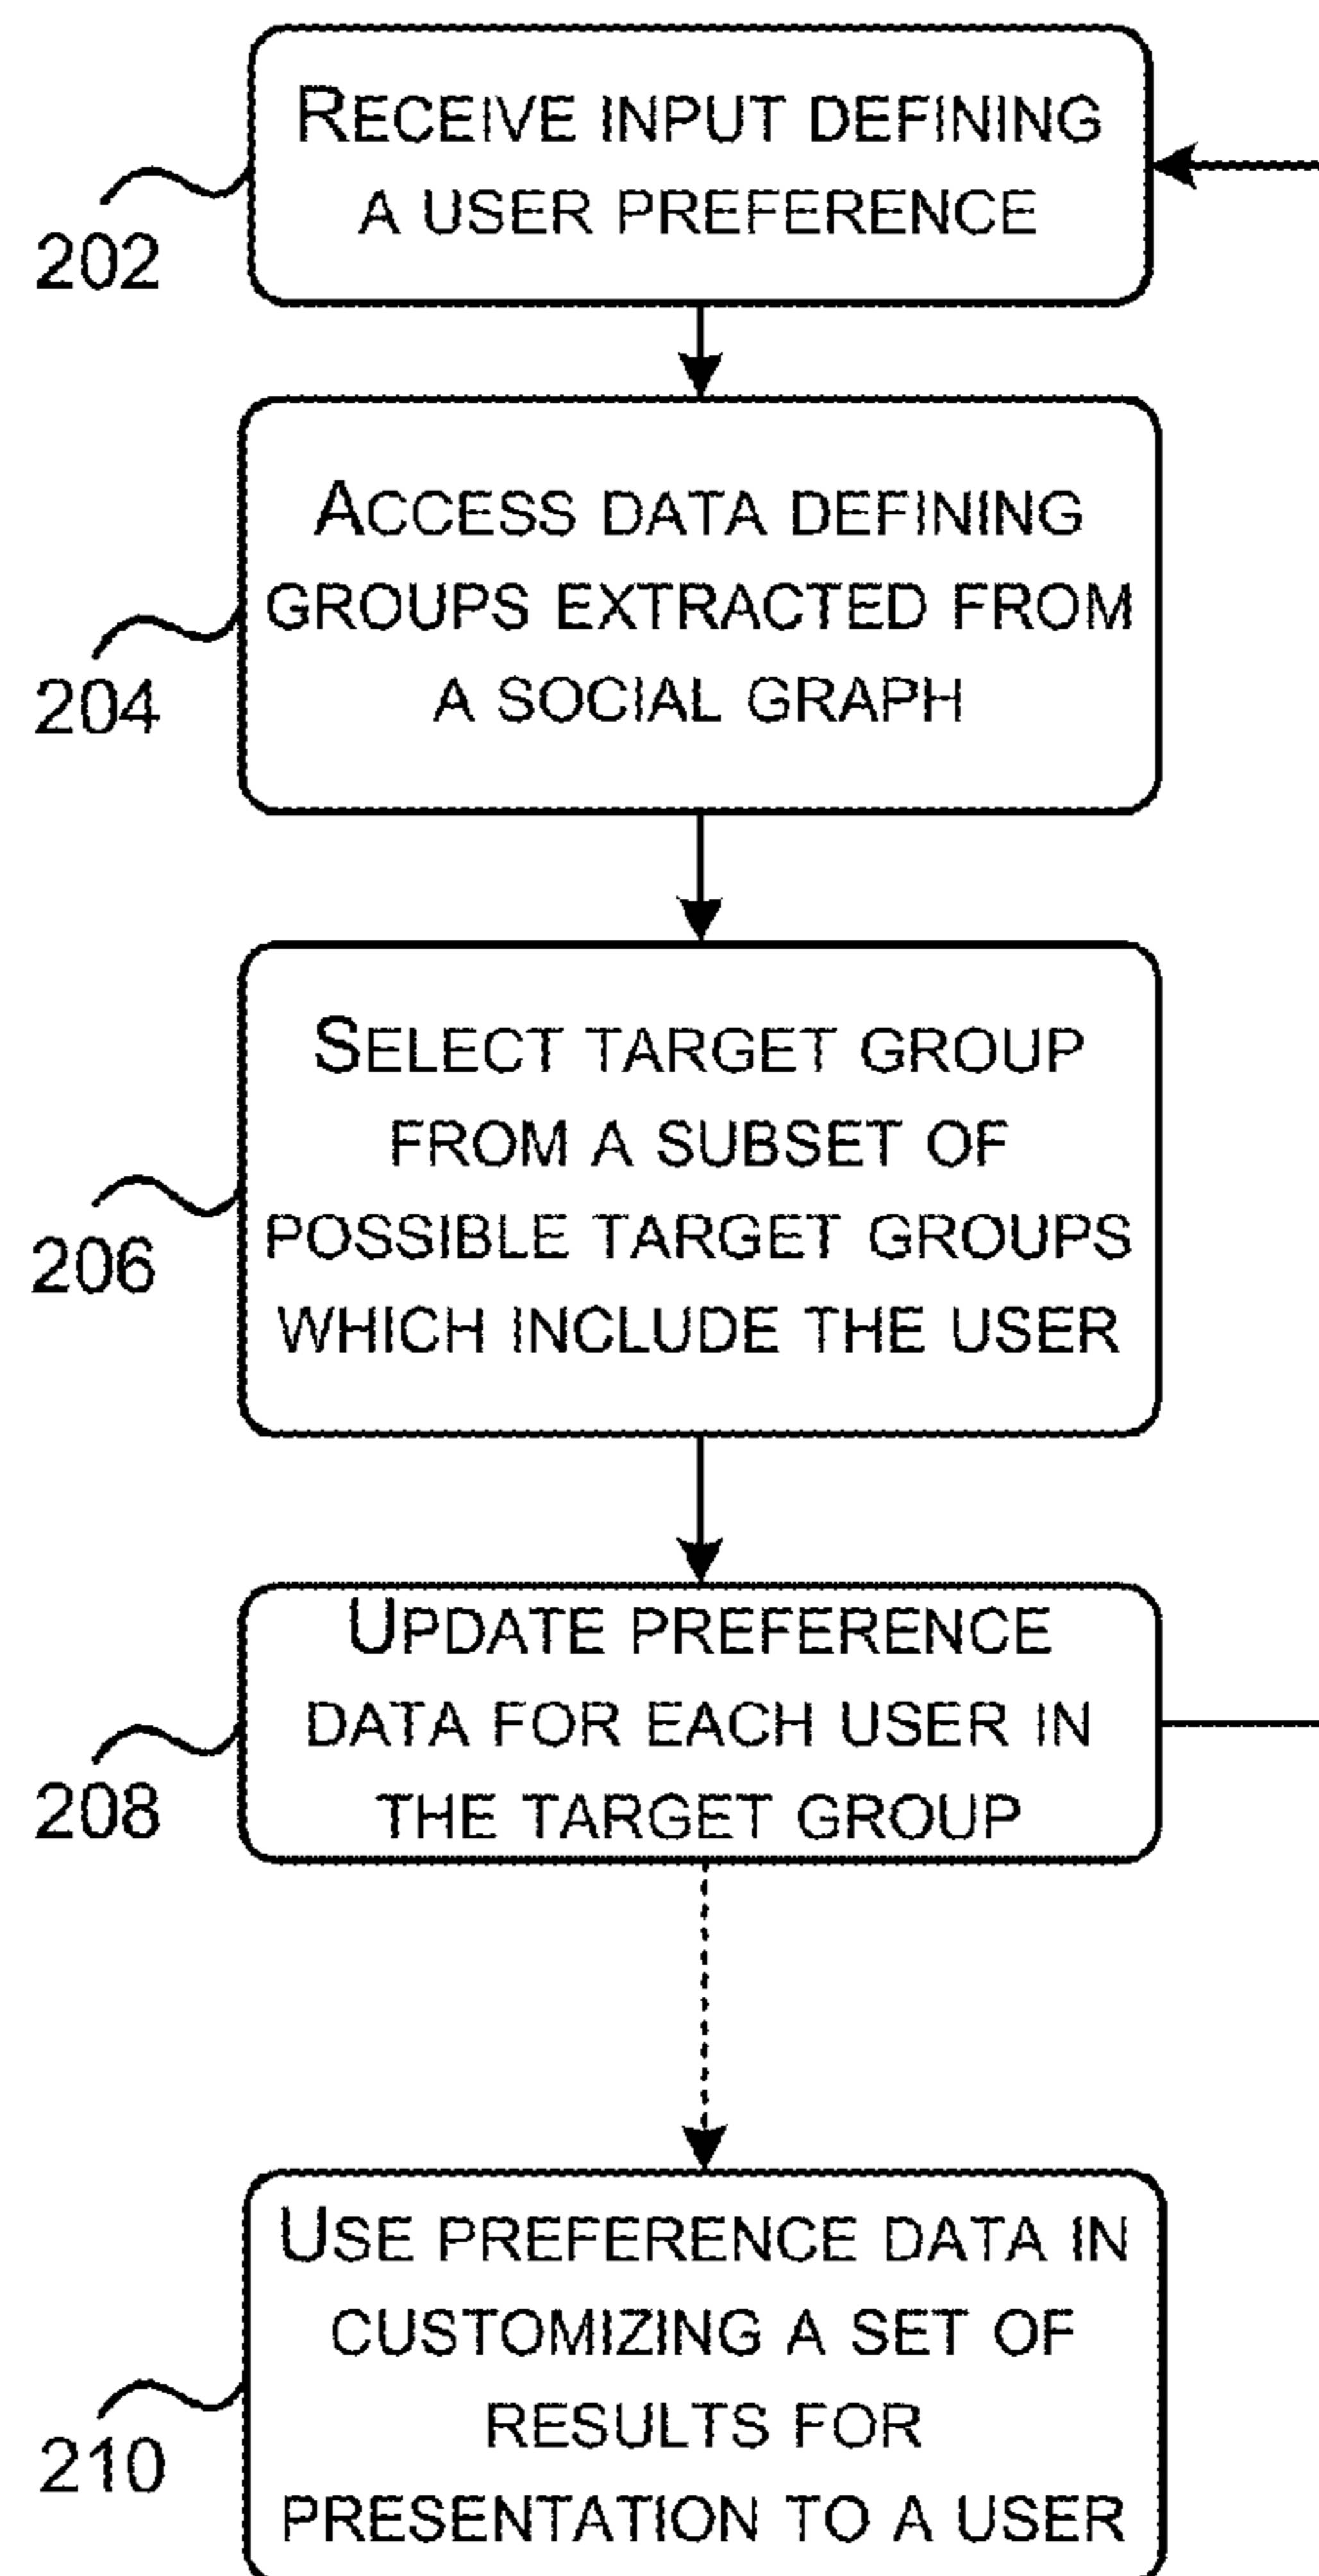 RECEIVE INPUT DEFINING
A USER PREFERENCE
202
ACCESS DATA DEFINING
GROUPS EXTRACTED FROM
A SOCIAL GRAPH
204
SELECT TARGET GROUP
FROM A SUBSET OF
POSSIBLE TARGET GROUPS
WHICH INCLUDE THE USER
206
UPDATE PREFERENCE
DATA FOR EACH USER IN
THE TARGET GROUP
208
USE PREFERENCE DATA IN
CUSTOMIZING A SET OF
RESULTS FOR
PRESENTATION TO A USER
210